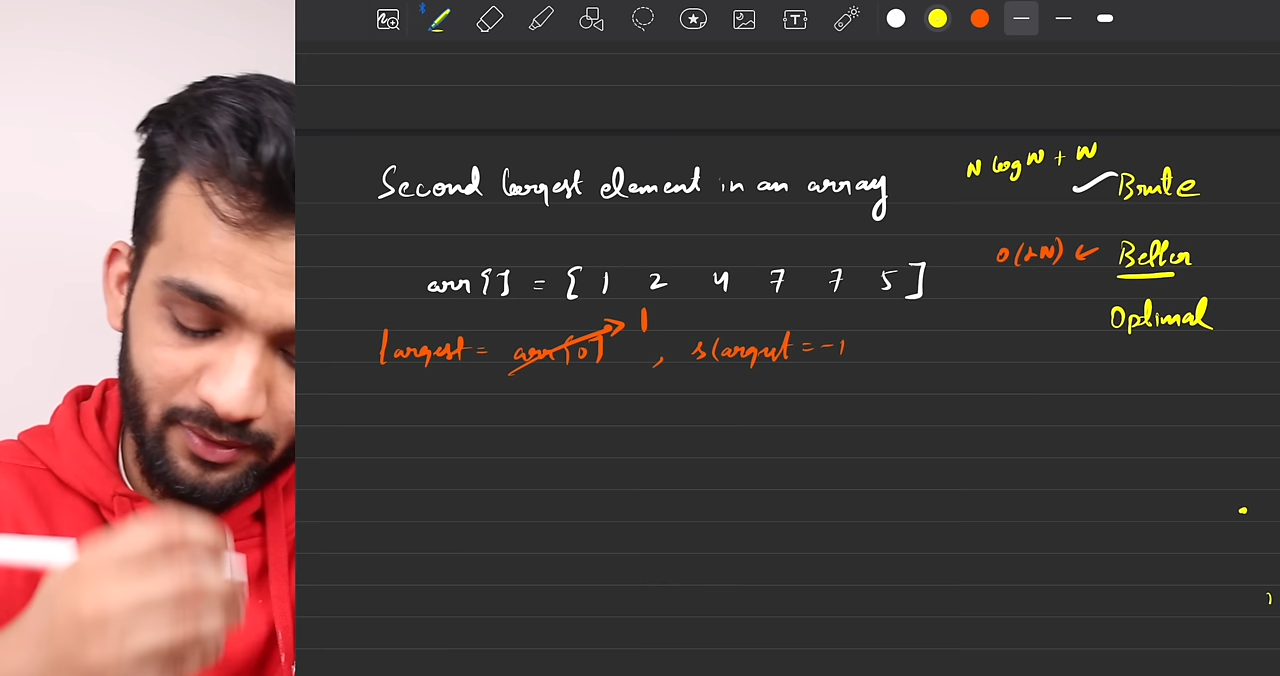 N log N + N
Second largest element in an array
Brute
O(2N) ← Better
arr[] = [ 1 2 4 7 7 5 ]
Optimal
1
largest = arr[0] , slargest = -1